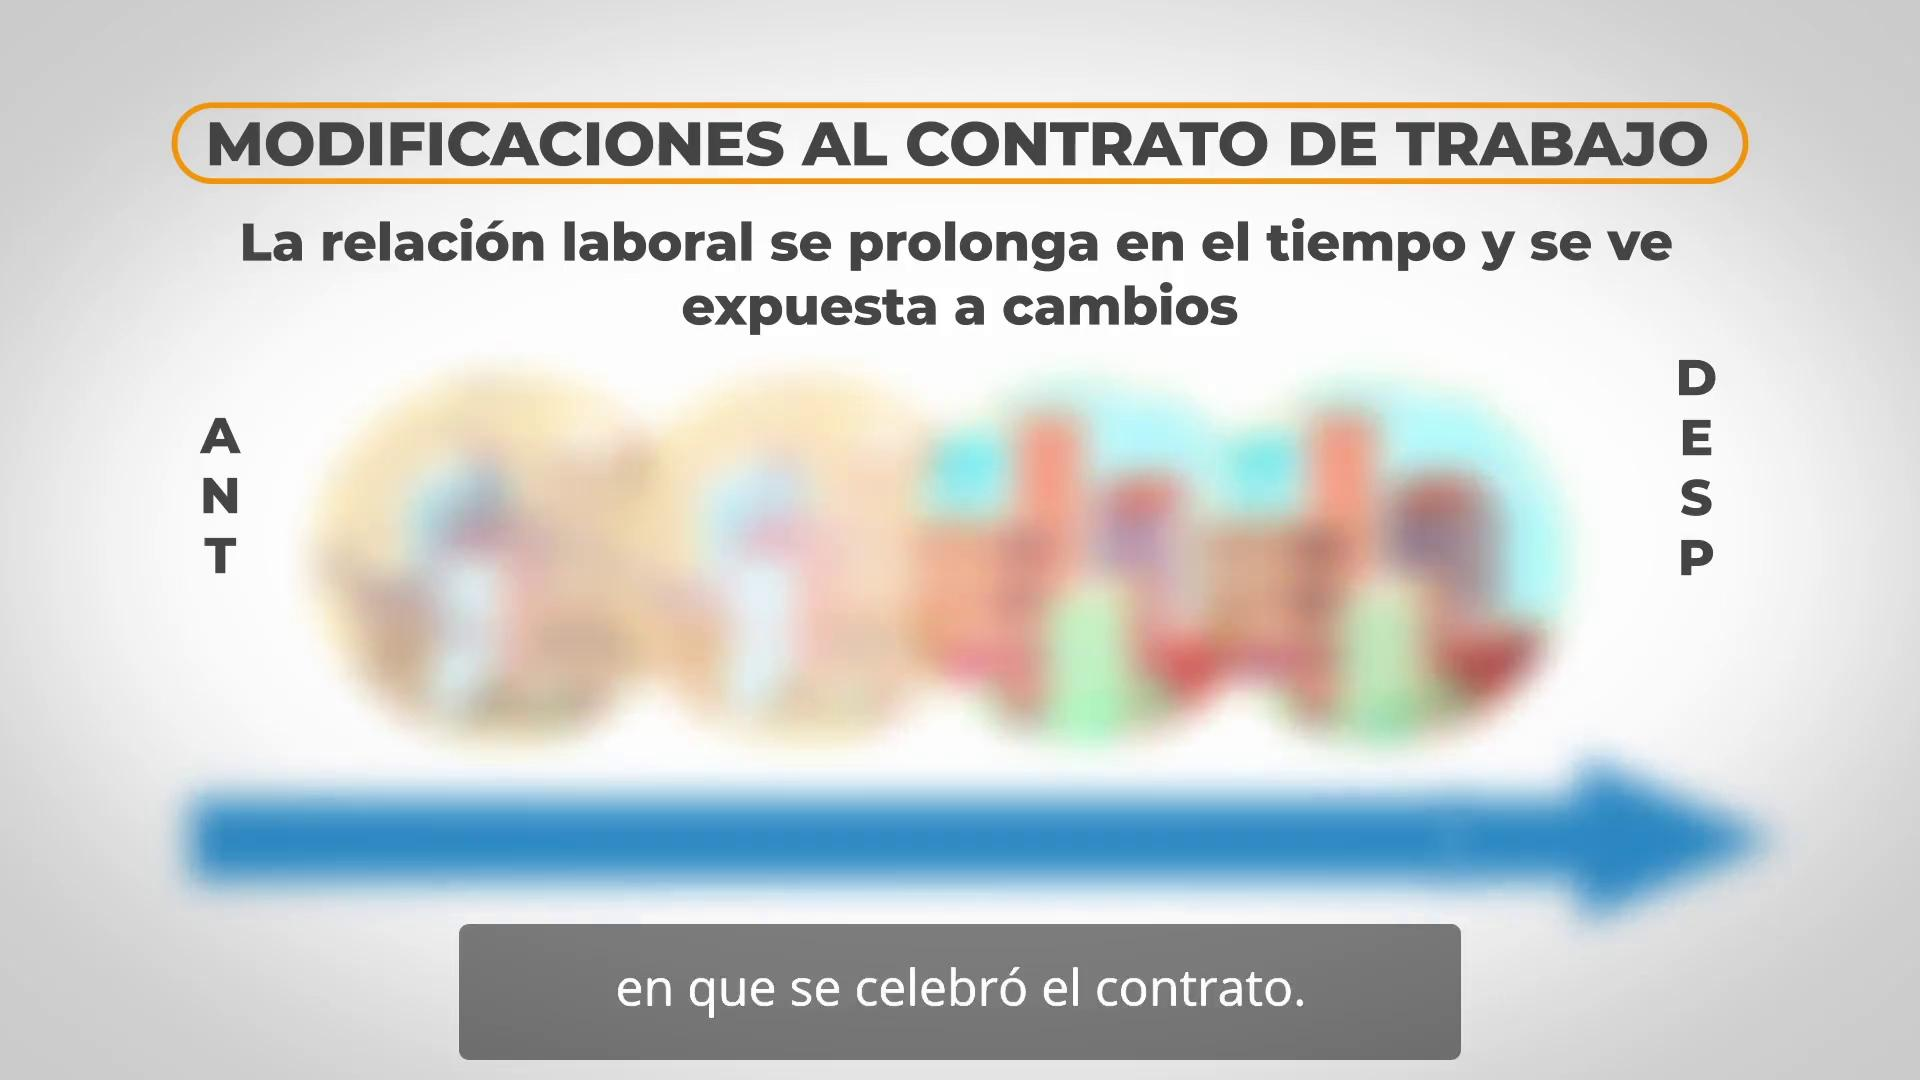 MODIFICACIONES AL CONTRATO DE TRABAJO
La relación laboral se prolonga en el tiempo y se ve
expuesta a cambios
A
N
T
D
E
S
P
en que se celebró el contrato.